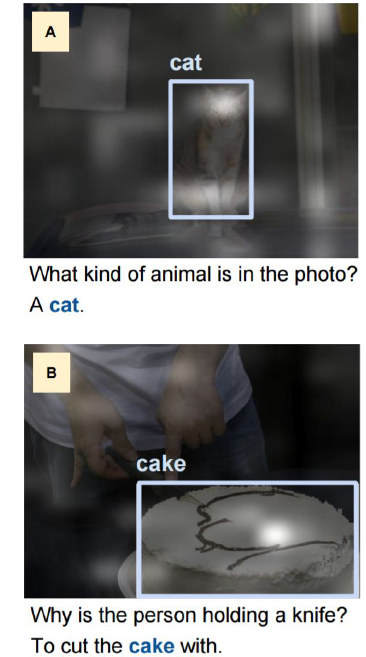 A
cat
What kind of animal is in the photo?
A cat.
B
cake
Why is the person holding a knife?
To cut the cake with.